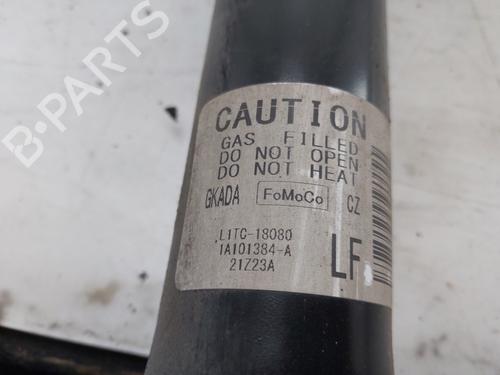 B-PARTS
CAUTION
GAS FILLED
DO NOT OPEN
DO NOT HEAT
GKADA FoMoCo CZ
L1TC-18080
1A101384-A
21Z23A
LF